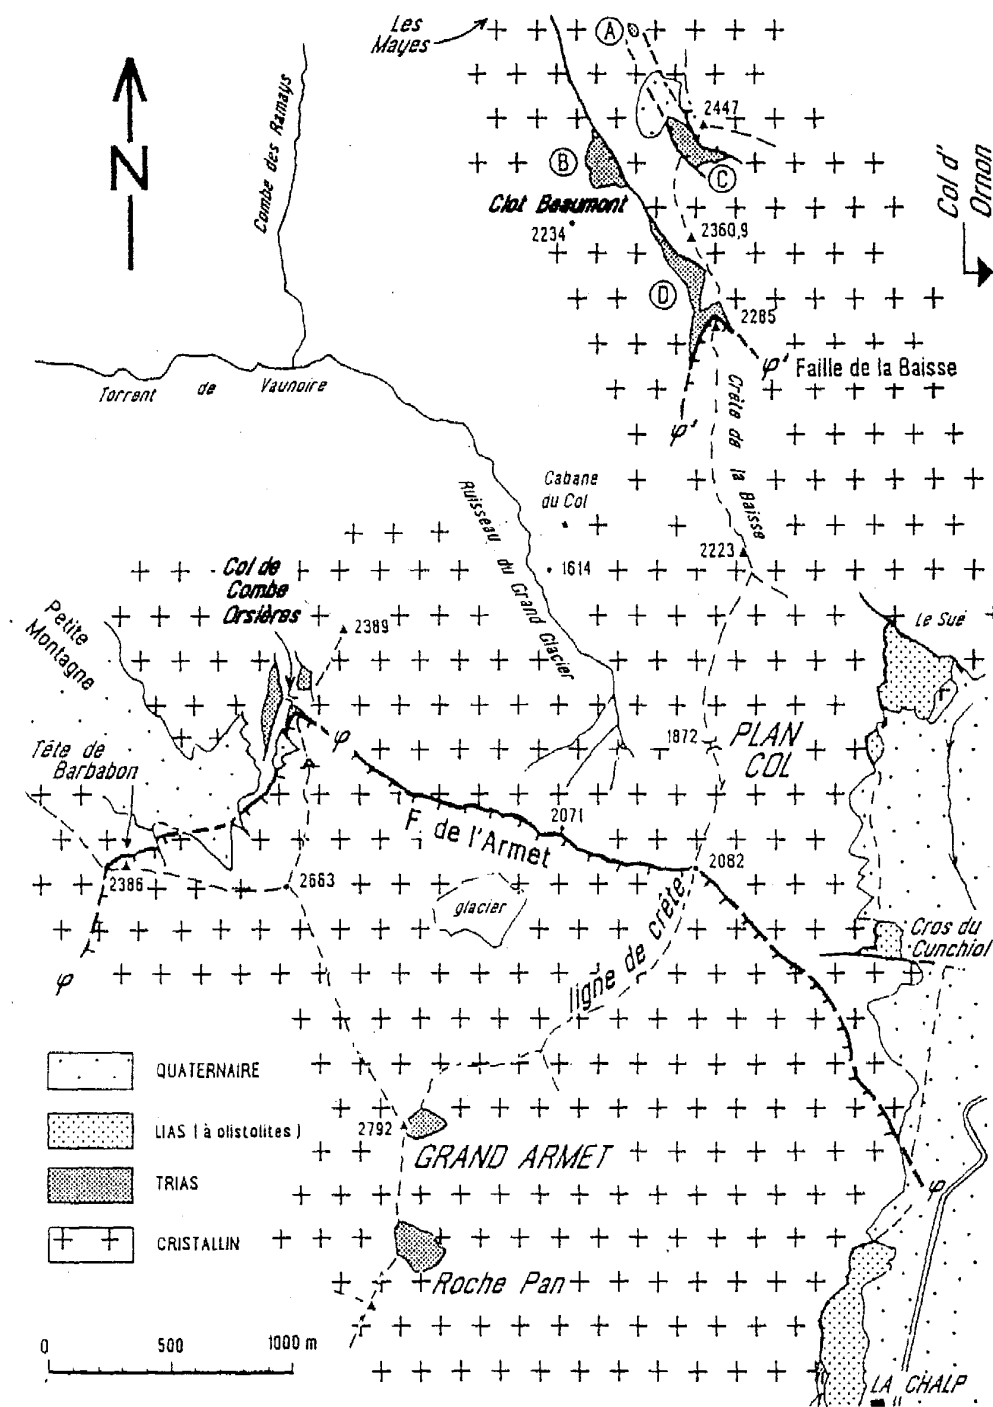 Les
Mayes
A
N
Combe des Ramays
2447
B
C
Clot Beaumont
2234
2360,9
Col d'
Ornon
D
2285
φ' Faille de la Baisse
φ'
Torrent de Vaunoire
Crête de la Baisse
Ruisseau du Grand Glacier
Cabane
du Col
1614
2223
Col de
Combe
Orsières
2389
Petite
Montagne
Le Sué
Tête de
Barbabon
φ
1872
PLAN
COL
2071
F. de l'Armet
2082
2386
2663
glacier
ligne de crête
Cros du
Cunchiol
φ
QUATERNAIRE
LIAS (à olistolites)
TRIAS
CRISTALLIN
2792
GRAND ARMET
φ
Roche Pan
0 500 1000 m
LA CHALP